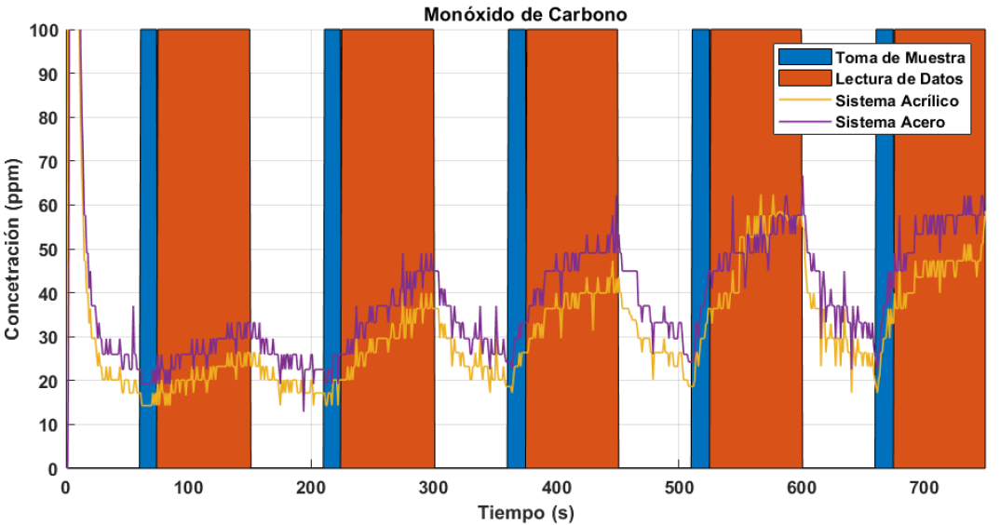 Monóxido de Carbono
100
90
80
70
60
50
40
30
20
10
0
Concetración (ppm)
0 100 200 300 400 500 600 700
Tiempo (s)
Toma de Muestra
Lectura de Datos
Sistema Acrílico
Sistema Acero